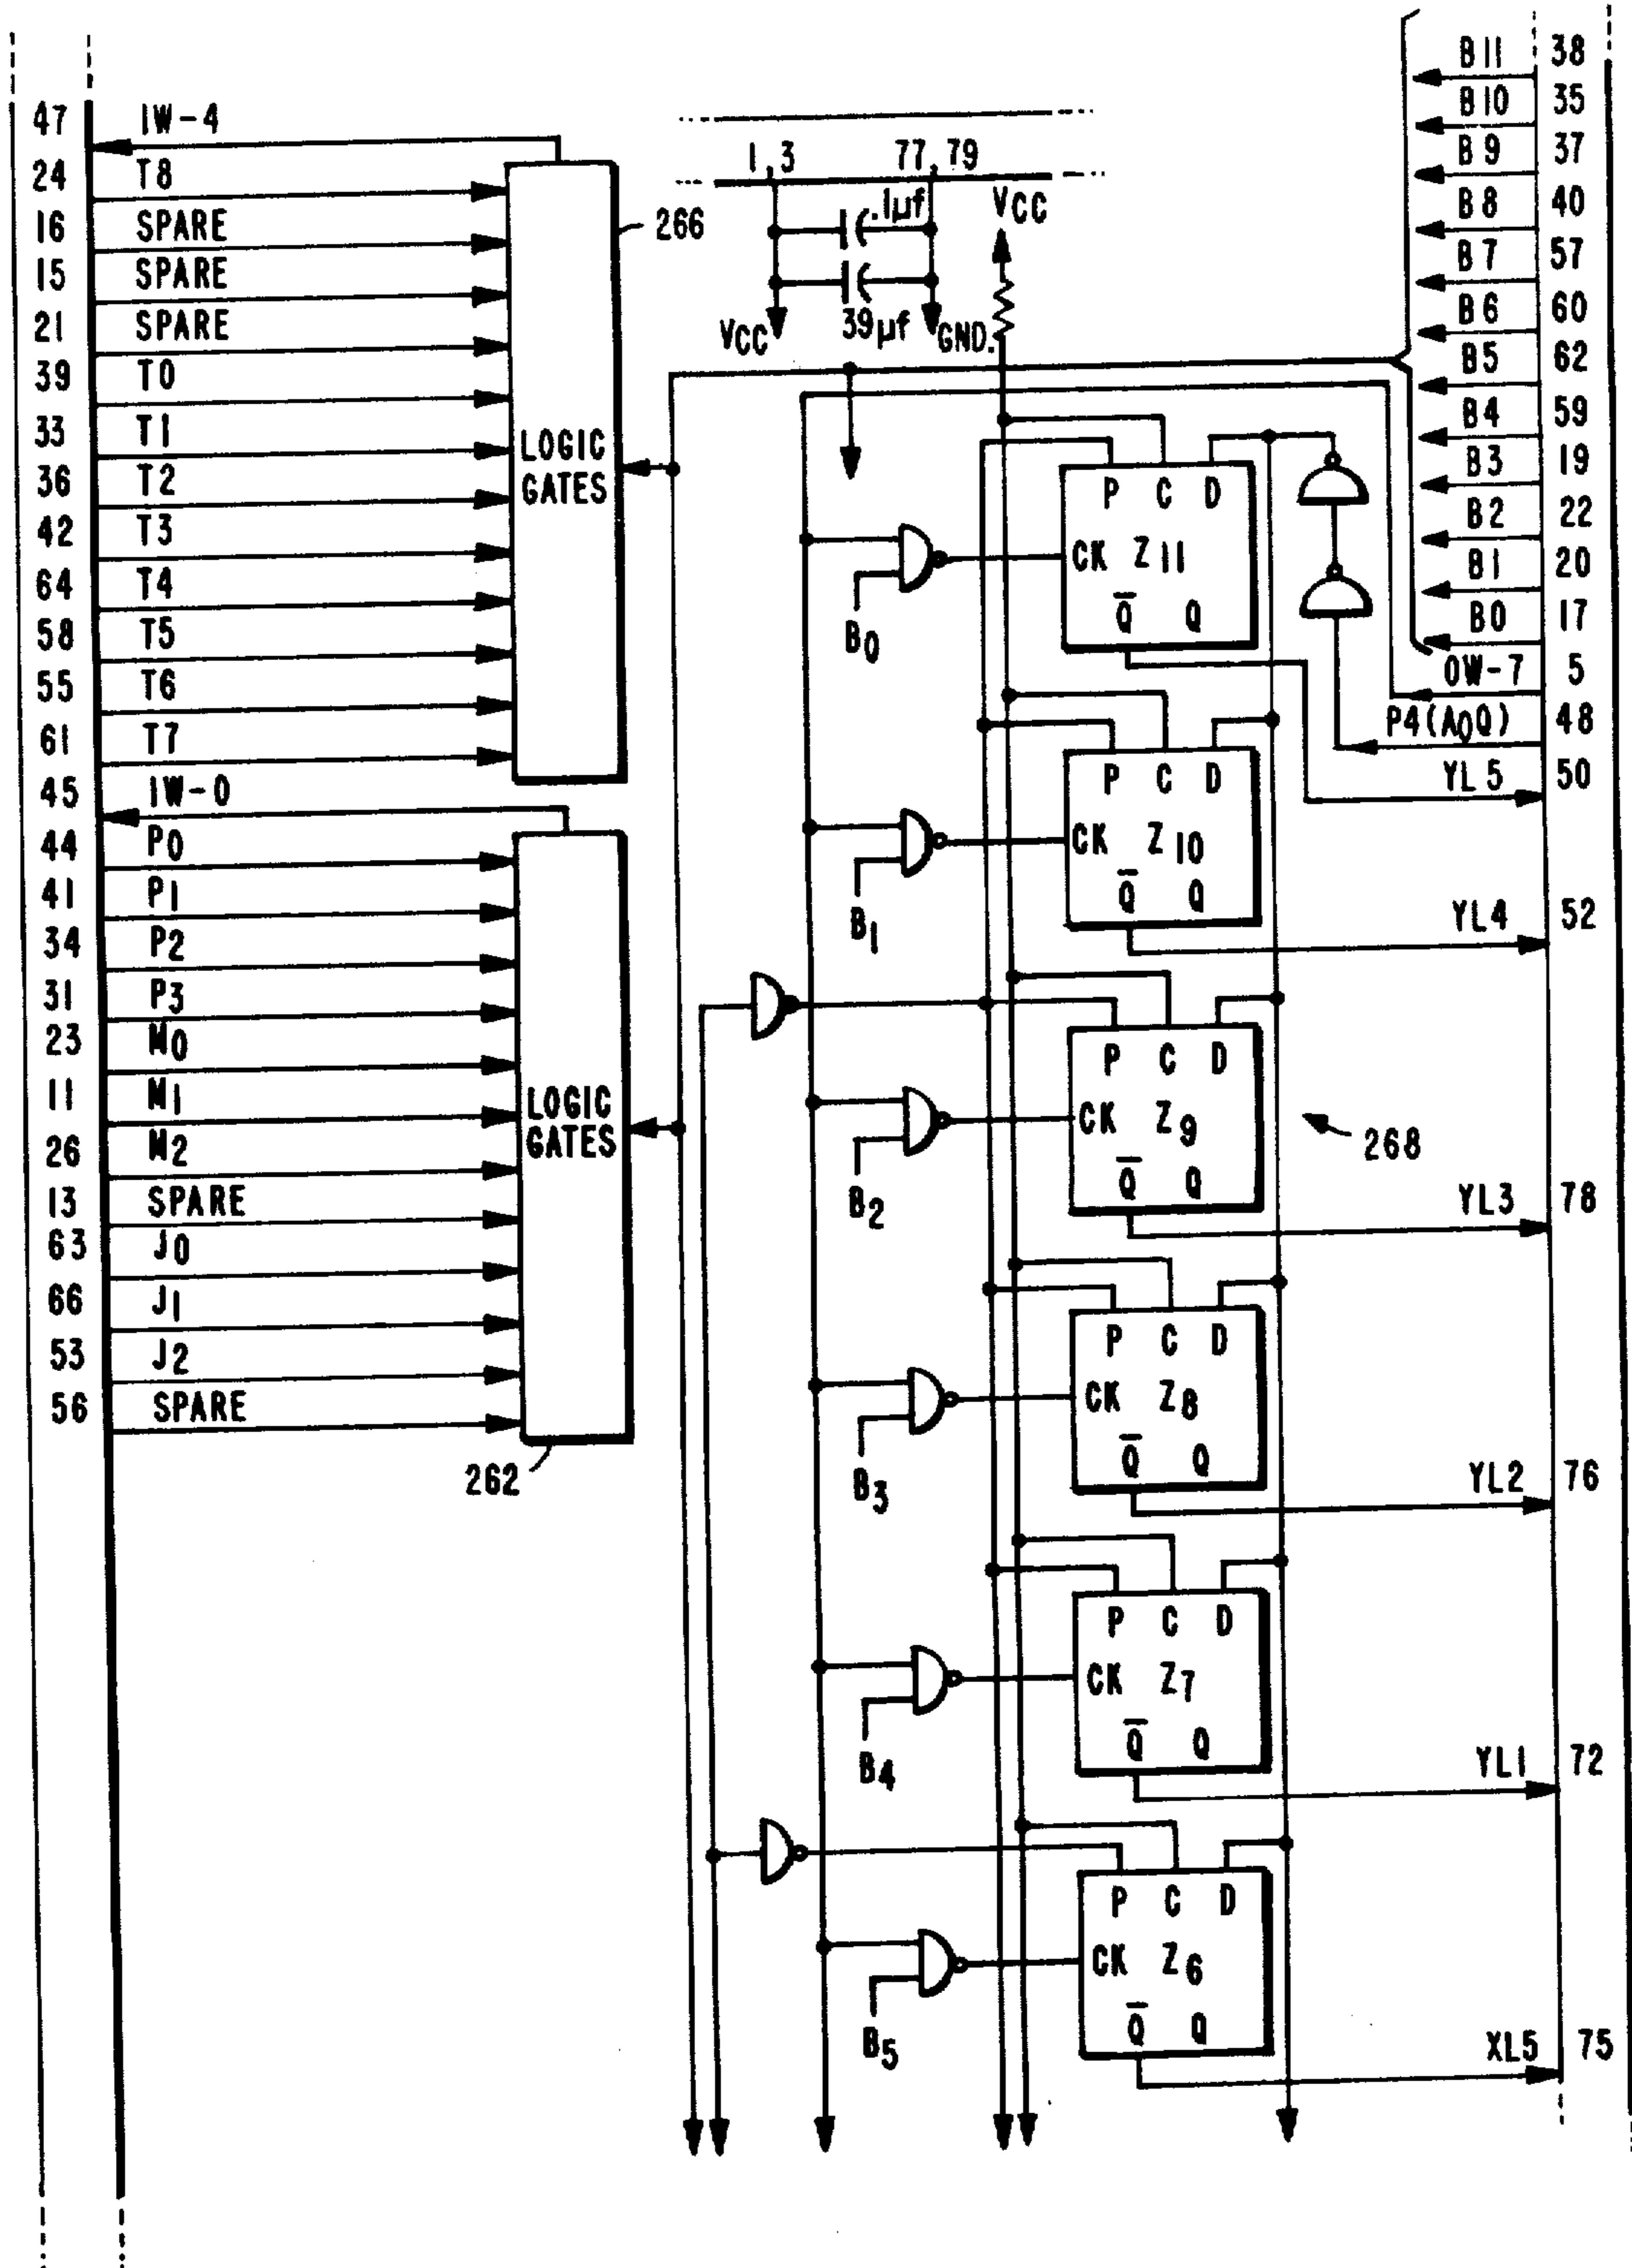 47 IW-4
24 T8
16 SPARE
15 SPARE
21 SPARE
39 T0
33 T1
36 T2
42 T3
64 T4
58 T5
55 T6
61 T7
45 IW-0
44 P0
41 P1
34 P2
31 P3
23 M0
11 M1
26 M2
13 SPARE
63 J0
66 J1
53 J2
56 SPARE
LOGIC
GATES
266
LOGIC
GATES
262
1,3 77,79
.1µf
VCC
39µf
VCC GND.
P C D
CK Z11
Q̅ Q
B0
P C D
CK Z10
Q̅ Q
B1
P C D
CK Z9
Q̅ Q
B2
268
P C D
CK Z8
Q̅ Q
B3
P C D
CK Z7
Q̅ Q
B4
P C D
CK Z6
Q̅ Q
B5
B11 38
B10 35
B9 37
B8 40
B7 57
B6 60
B5 62
B4 59
B3 19
B2 22
B1 20
B0 17
OW-7 5
P4(A0Q) 48
YL5 50
YL4 52
YL3 78
YL2 76
YL1 72
XL5 75